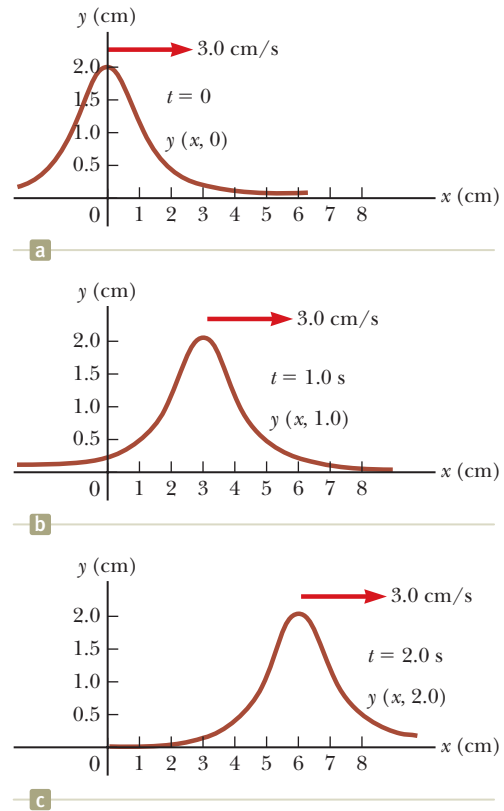 y (cm)
3.0 cm/s
2.0
t = 0
1.5
y (x, 0)
1.0
0.5
x (cm)
0 1 2 3 4 5 6 7 8
a
y (cm)
3.0 cm/s
2.0
1.5
t = 1.0 s
1.0
y (x, 1.0)
0.5
x (cm)
0 1 2 3 4 5 6 7 8
b
y (cm)
3.0 cm/s
2.0
1.5
t = 2.0 s
1.0
y (x, 2.0)
0.5
x (cm)
0 1 2 3 4 5 6 7 8
c